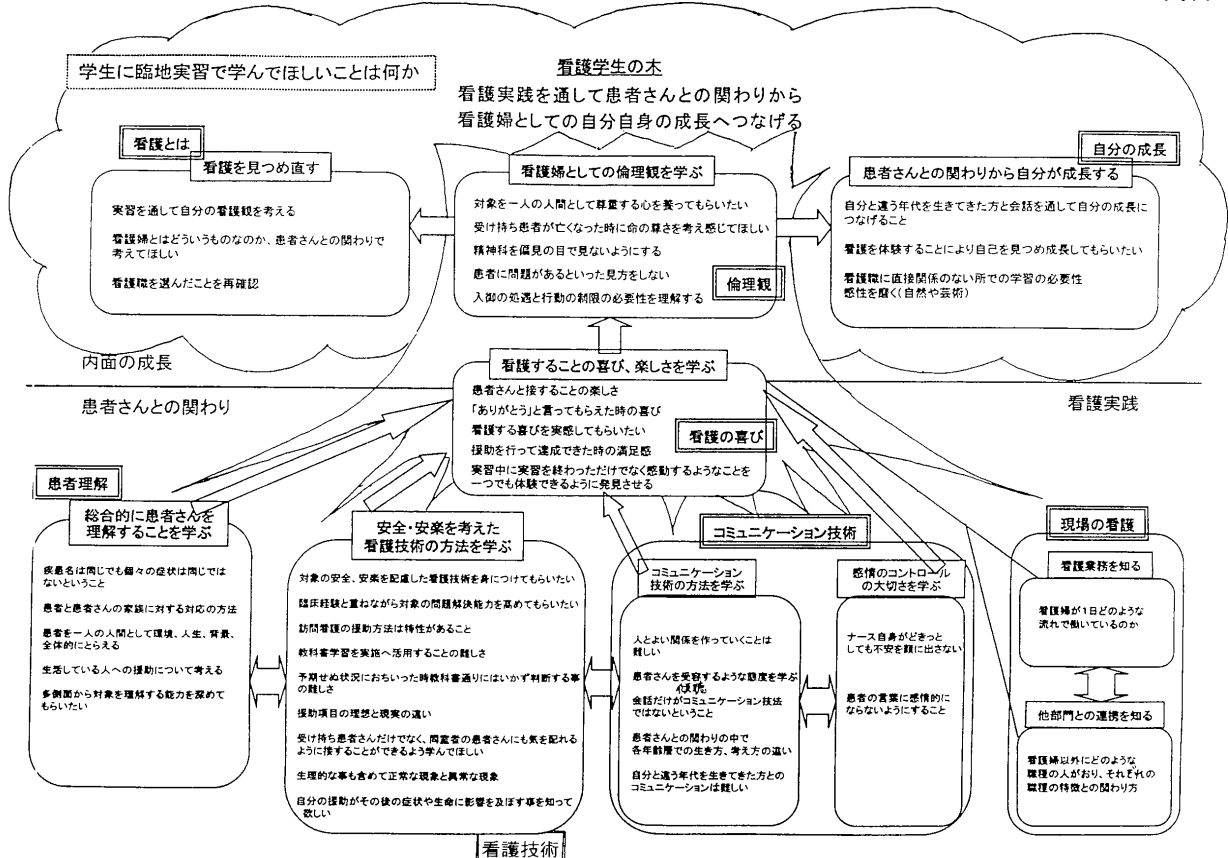 学生に臨地実習で学んでほしいことは何か
看護学生の木
看護実践を通して患者さんとの関わりから
看護婦としての自分自身の成長へつなげる
看護とは
看護を見つめ直す
実習を通して自分の看護観を考える
看護婦とはどういうものなのか、患者さんとの関わりで
考えてほしい
看護職を選んだことを再確認
看護婦としての倫理観を学ぶ
対象を一人の人間として尊重する心を養ってもらいたい
受け持ち患者が亡くなった時に命の尊さを考え感じてほしい
精神科を偏見の目で見ないようにする
患者に問題があるといった見方をしない
入御の処遇と行動の制限の必要性を理解する
倫理観
自分の成長
患者さんとの関わりから自分が成長する
自分と違う年代を生きてきた方と会話を通して自分の成長に
つなげること
看護を体験することにより自己を見つめ成長してもらいたい
看護職に直接関係のない所での学習の必要性
感性を磨く(自然や芸術)
内面の成長
患者さんとの関わり
看護実践
看護することの喜び、楽しさを学ぶ
患者さんと接することの楽しさ
「ありがとう」と言ってもらえた時の喜び
看護する喜びを実感してもらいたい
援助を行って達成できた時の満足感
実習中に実習を終わっただけでなく感動するようなことを
一つでも体験できるように発見させる
看護の喜び
患者理解
総合的に患者さんを
理解することを学ぶ
疾患名は同じでも個々の症状は同じでは
ないということ
患者と患者さんの家族に対する対応の方法
患者を一人の人間として環境、人生、背景、
全体的にとらえる
生活している人への援助について考える
多側面から対象を理解する能力を深めて
もらいたい
安全・安楽を考えた
看護技術の方法を学ぶ
対象の安全、安楽を配慮した看護技術を身につけてもらいたい
臨床経験と重ねながら対象の問題解決能力を高めてもらいたい
訪問看護の援助方法は特性があること
教科書学習を実施へ活用することの難しさ
予期せぬ状況におちいった時教科書通りにはいかず判断する事
の難しさ
援助項目の理想と現実の違い
受け持ち患者さんだけでなく、同室者の患者さんにも気を配れる
ように接することができるよう学んでほしい
生理的な事も含めて正常な現象と異常な現象
自分の援助がその後の症状や生命に影響を及ぼす事を知って
欲しい
看護技術
コミュニケーション技術
コミュニケーション
技術の方法を学ぶ
人とよい関係を作っていくことは
難しい
患者さんを受容するような態度を学ぶ
傾聴
会話だけがコミュニケーション技法
ではないということ
患者さんとの関わりの中で
各年齢層での生き方、考え方の違い
自分と違う年代を生きてきた方との
コミュニケーションは難しい
感情のコントロール
の大切さを学ぶ
ナース自身がどきっと
しても不安を顔に出さない
患者の言葉に感情的に
ならないようにすること
現場の看護
看護業務を知る
看護婦が1日どのような
流れで働いているのか
他部門との連携を知る
看護婦以外にどのような
職種の人がおり、それぞれの
職種の特徴との関わり方